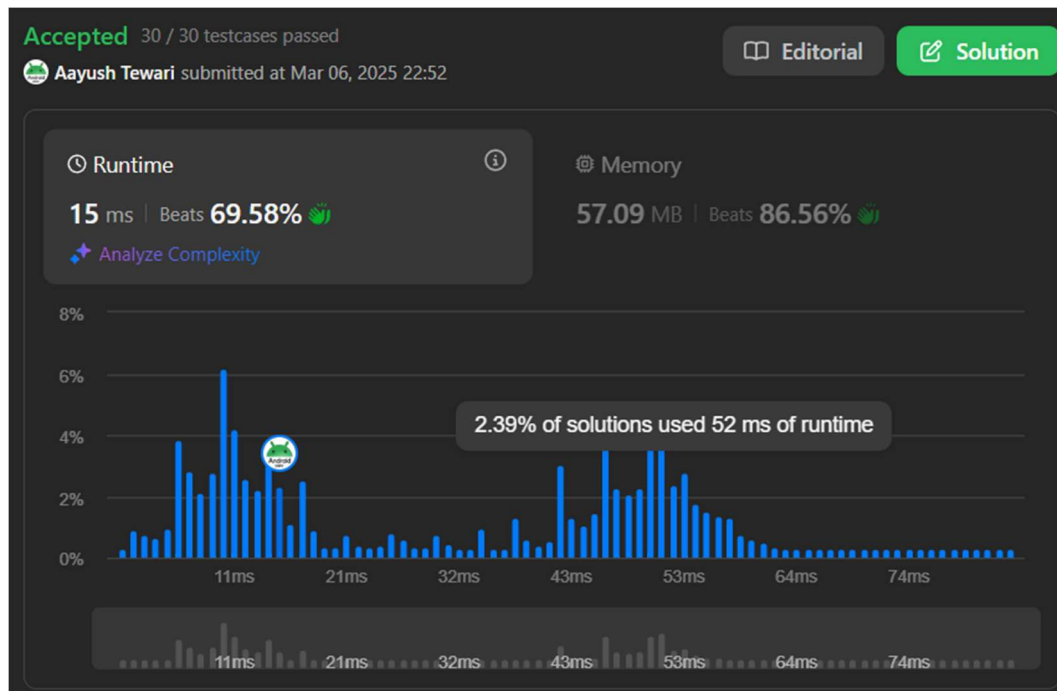 Accepted 30 / 30 testcases passed
Editorial
Solution
Aayush Tewari submitted at Mar 06, 2025 22:52
Runtime
15 ms | Beats 69.58%
Analyze Complexity
Memory
57.09 MB | Beats 86.56%
8%
6%
4%
2%
0%
2.39% of solutions used 52 ms of runtime
Android
11ms 21ms 32ms 43ms 53ms 64ms 74ms
11ms 21ms 32ms 43ms 53ms 64ms 74ms